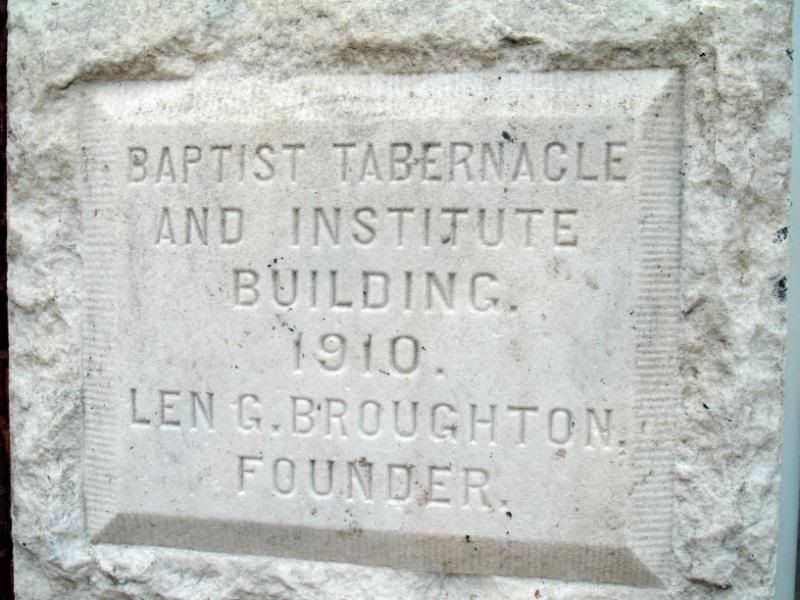 BAPTIST TABERNACLE
AND INSTITUTE
BUILDING.
1910.
LEN G. BROUGHTON.
FOUNDER.